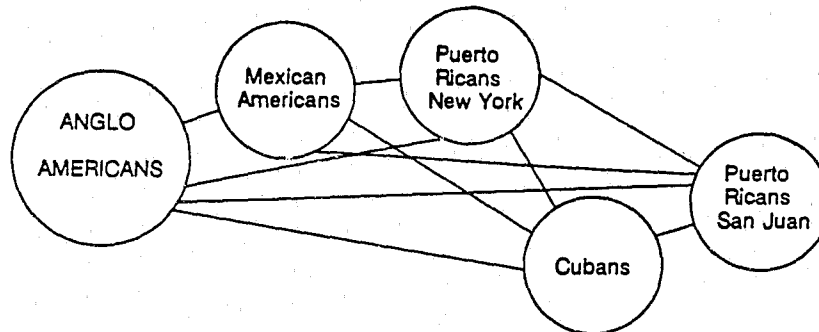 ANGLO
AMERICANS
Mexican
Americans
Puerto
Ricans
New York
Cubans
Puerto
Ricans
San Juan